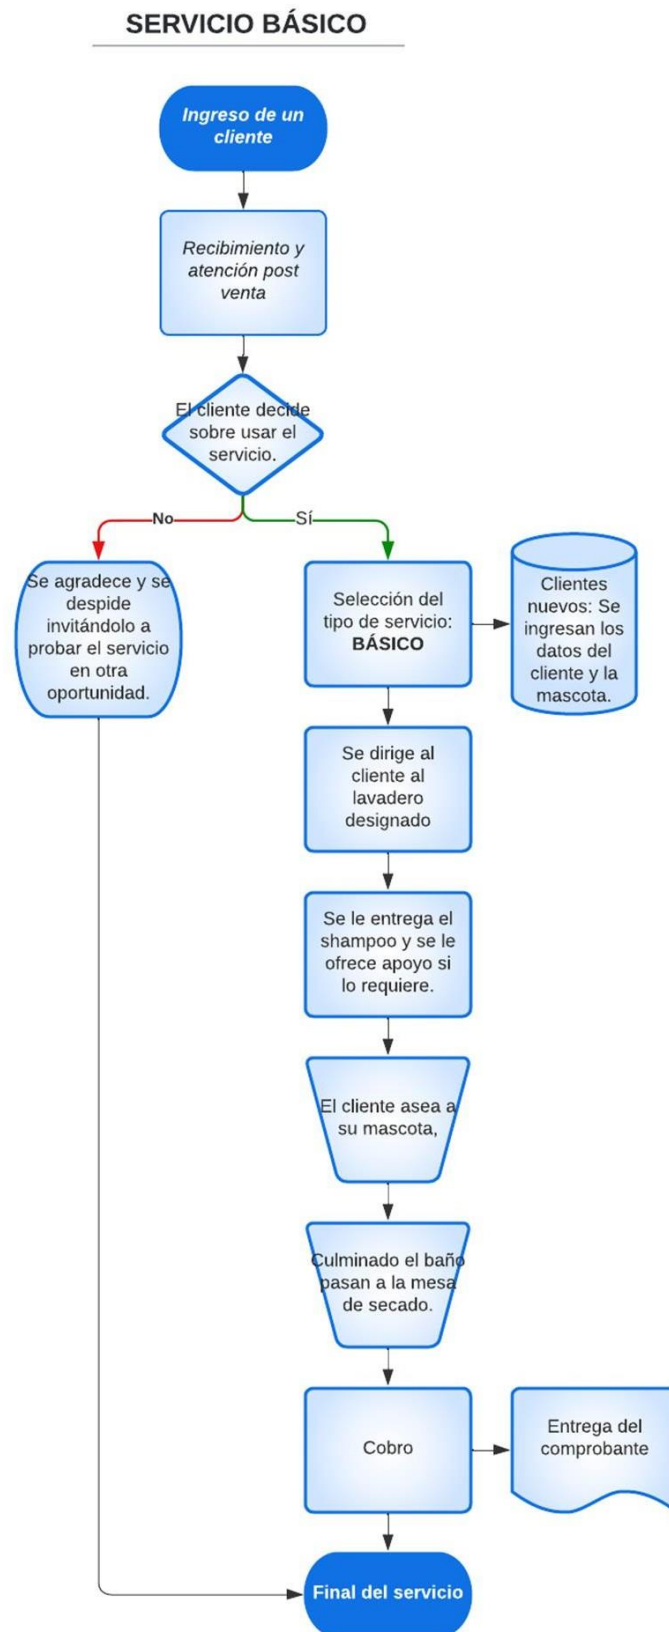 SERVICIO BÁSICO
Ingreso de un
cliente
Recibimiento y
atención post
venta
El cliente decide
sobre usar el
servicio.
No
Sí
Se agradece y se
despide
invitándolo a
probar el servicio
en otra
oportunidad.
Selección del
tipo de servicio:
BÁSICO
Clientes
nuevos: Se
ingresan los
datos del
cliente y la
mascota.
Se dirige al
cliente al
lavadero
designado
Se le entrega el
shampoo y se le
ofrece apoyo si
lo requiere.
El cliente asea a
su mascota,
Culminado el baño
pasan a la mesa
de secado.
Cobro
Entrega del
comprobante
Final del servicio